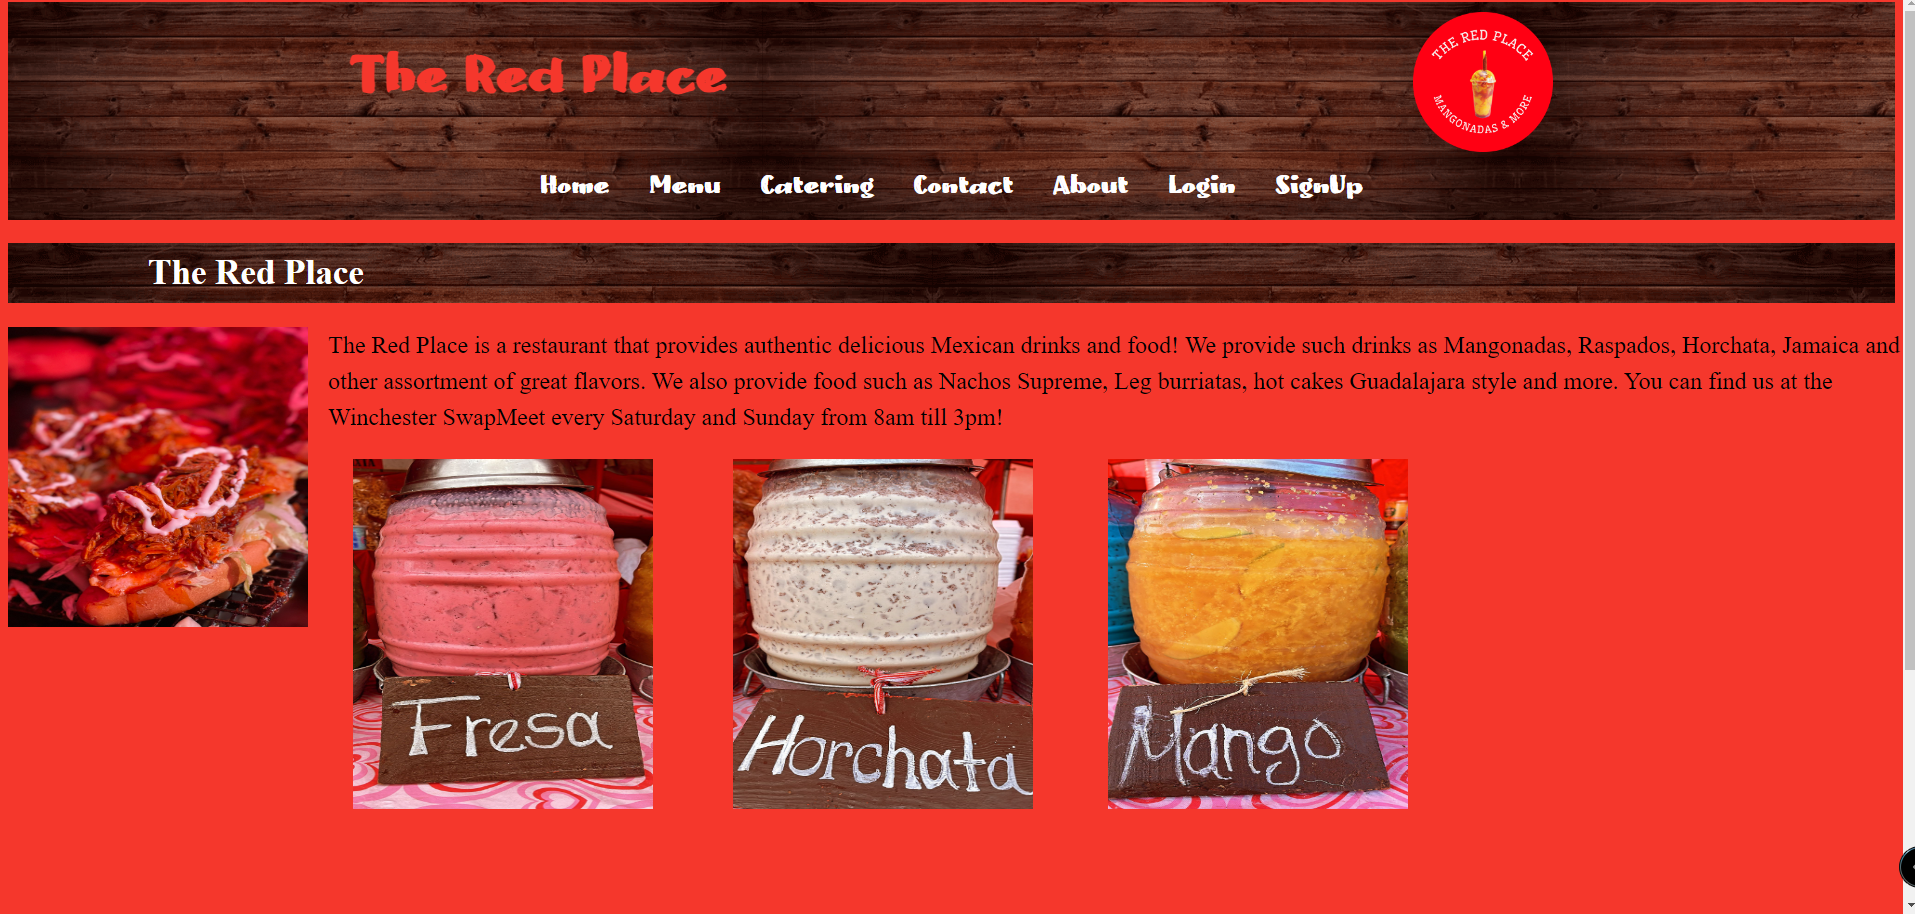 The Red Place
THE RED PLACE
MANGONADAS & MORE
Home Menu Catering Contact About Login SignUp
The Red Place
The Red Place is a restaurant that provides authentic delicious Mexican drinks and food! We provide such drinks as Mangonadas, Raspados, Horchata, Jamaica and
other assortment of great flavors. We also provide food such as Nachos Supreme, Leg burriatas, hot cakes Guadalajara style and more. You can find us at the
Winchester SwapMeet every Saturday and Sunday from 8am till 3pm!
Fresa
Horchata
Mango